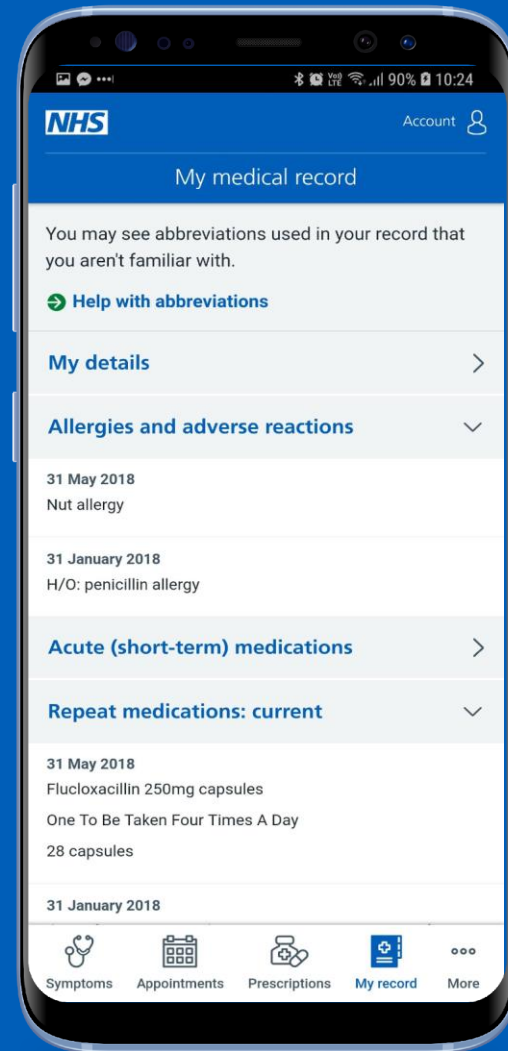 VoD LTE 90% 10:24
NHS Account
My medical record
You may see abbreviations used in your record that
you aren't familiar with.
Help with abbreviations
My details
Allergies and adverse reactions
31 May 2018
Nut allergy
31 January 2018
H/O: penicillin allergy
Acute (short-term) medications
Repeat medications: current
31 May 2018
Flucloxacillin 250mg capsules
One To Be Taken Four Times A Day
28 capsules
31 January 2018
Symptoms Appointments Prescriptions My record More